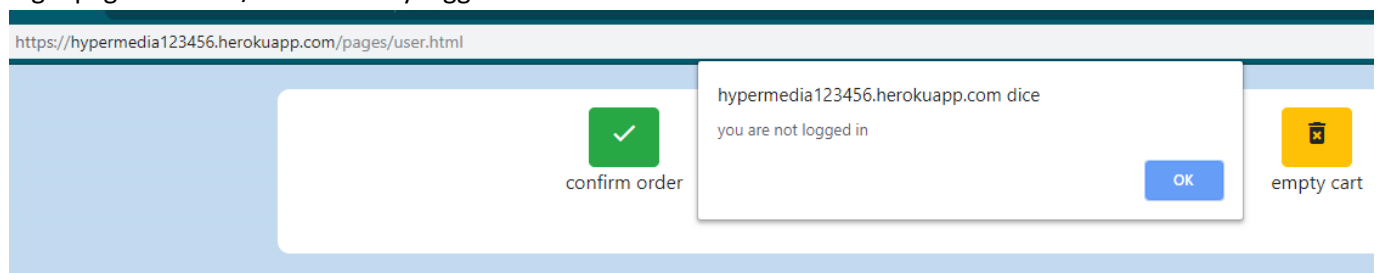 https://hypermedia123456.herokuapp.com/pages/user.html
hypermedia123456.herokuapp.com dice
you are not logged in
OK
confirm order
empty cart